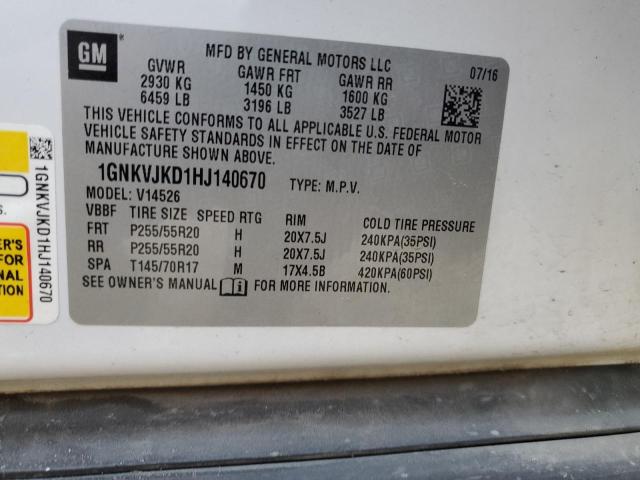 GM
MFD BY GENERAL MOTORS LLC
07/16
GVWR GAWR FRT GAWR RR
2930 KG 1450 KG 1600 KG
6459 LB 3196 LB 3527 LB
THIS VEHICLE CONFORMS TO ALL APPLICABLE U.S. FEDERAL MOTOR
VEHICLE SAFETY STANDARDS IN EFFECT ON THE DATE OF
MANUFACTURE SHOWN ABOVE.
1GNKVJKD1HJ140670 TYPE: M.P.V.
MODEL: V14526
VBBF TIRE SIZE SPEED RTG RIM COLD TIRE PRESSURE
FRT P255/55R20 H 20X7.5J 240KPA(35PSI)
RR P255/55R20 H 20X7.5J 240KPA(35PSI)
SPA T145/70R17 M 17X4.5B 420KPA(60PSI)
SEE OWNER'S MANUAL i FOR MORE INFORMATION.
1GNKVJKD1HJ140670
S.
ER'S
FOR
NAL
TION